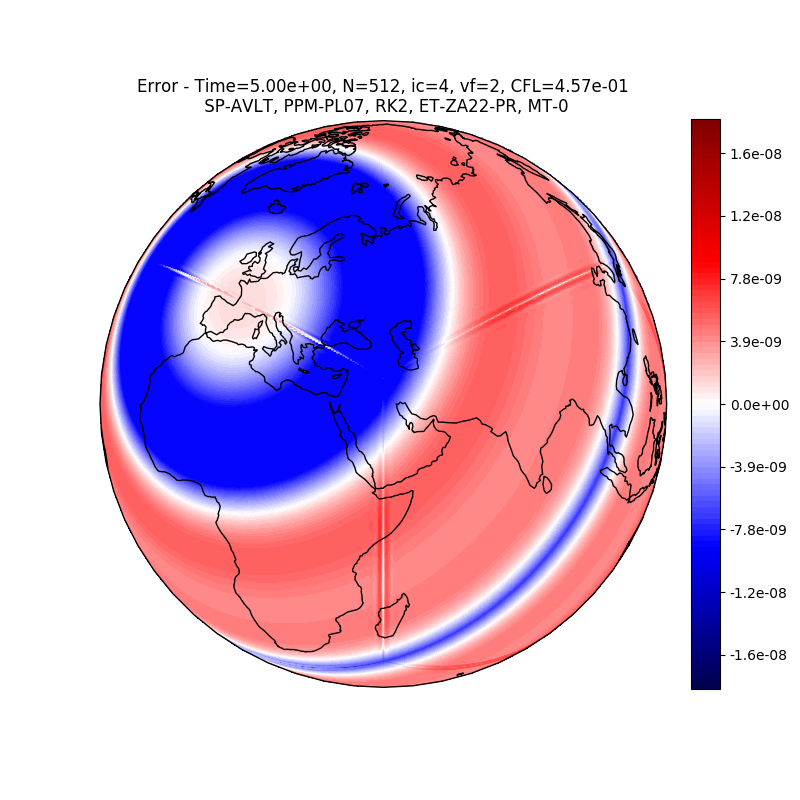 Error - Time=5.00e+00, N=512, ic=4, vf=2, CFL=4.57e-01
SP-AVLT, PPM-PL07, RK2, ET-ZA22-PR, MT-0
1.6e-08
1.2e-08
7.8e-09
3.9e-09
0.0e+00
-3.9e-09
-7.8e-09
-1.2e-08
-1.6e-08